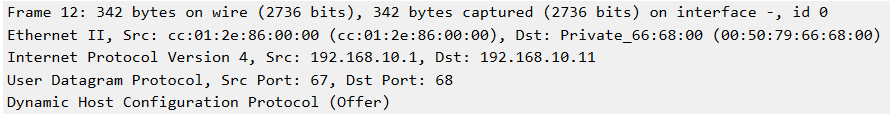 Frame 12: 342 bytes on wire (2736 bits), 342 bytes captured (2736 bits) on interface -, id 0
Ethernet II, Src: cc:01:2e:86:00:00 (cc:01:2e:86:00:00), Dst: Private_66:68:00 (00:50:79:66:68:00)
Internet Protocol Version 4, Src: 192.168.10.1, Dst: 192.168.10.11
User Datagram Protocol, Src Port: 67, Dst Port: 68
Dynamic Host Configuration Protocol (Offer)